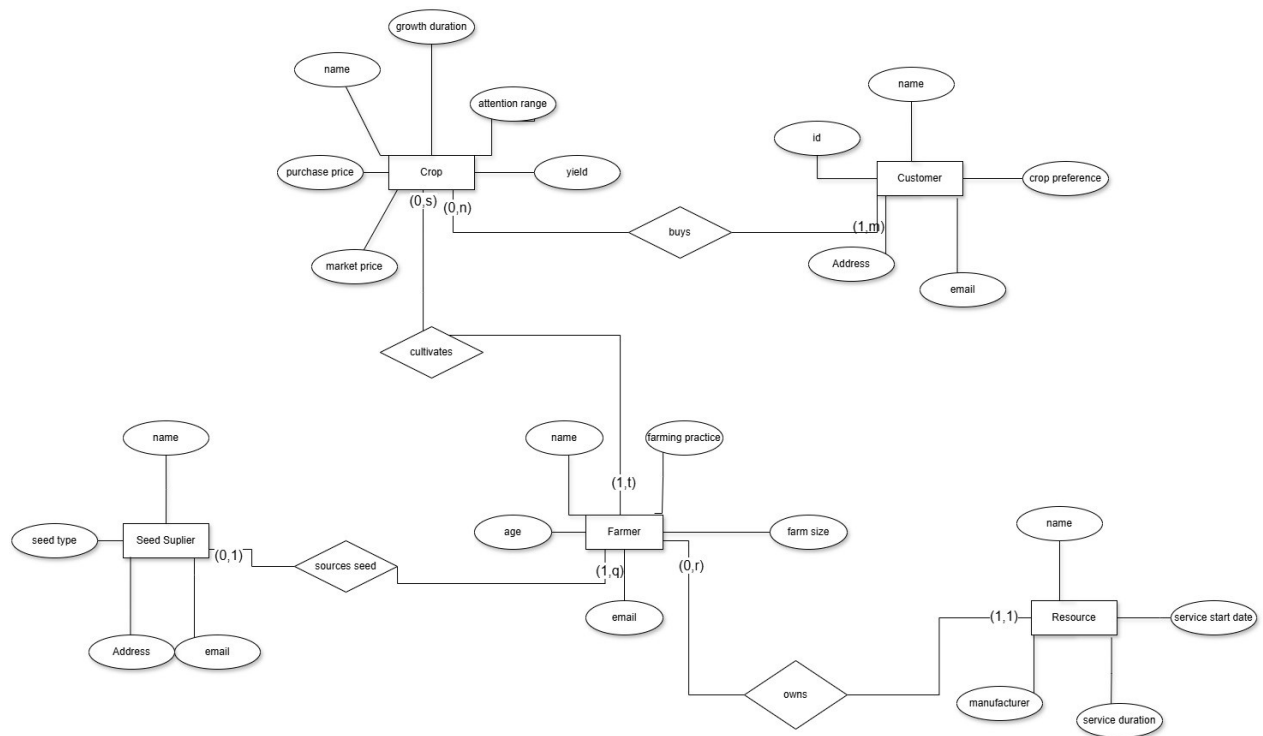 growth duration
name
attention range
name
id
purchase price
Crop
yield
Customer
crop preference
(0,s)
(0,n)
buys
(1,m)
market price
Address
email
cultivates
name
name
farming practice
(1,t)
seed type
Seed Suplier
(0,1)
sources seed
age
Farmer
farm size
(1,q)
(0,r)
name
email
(1,1)
Resource
service start date
Address
email
owns
manufacturer
service duration